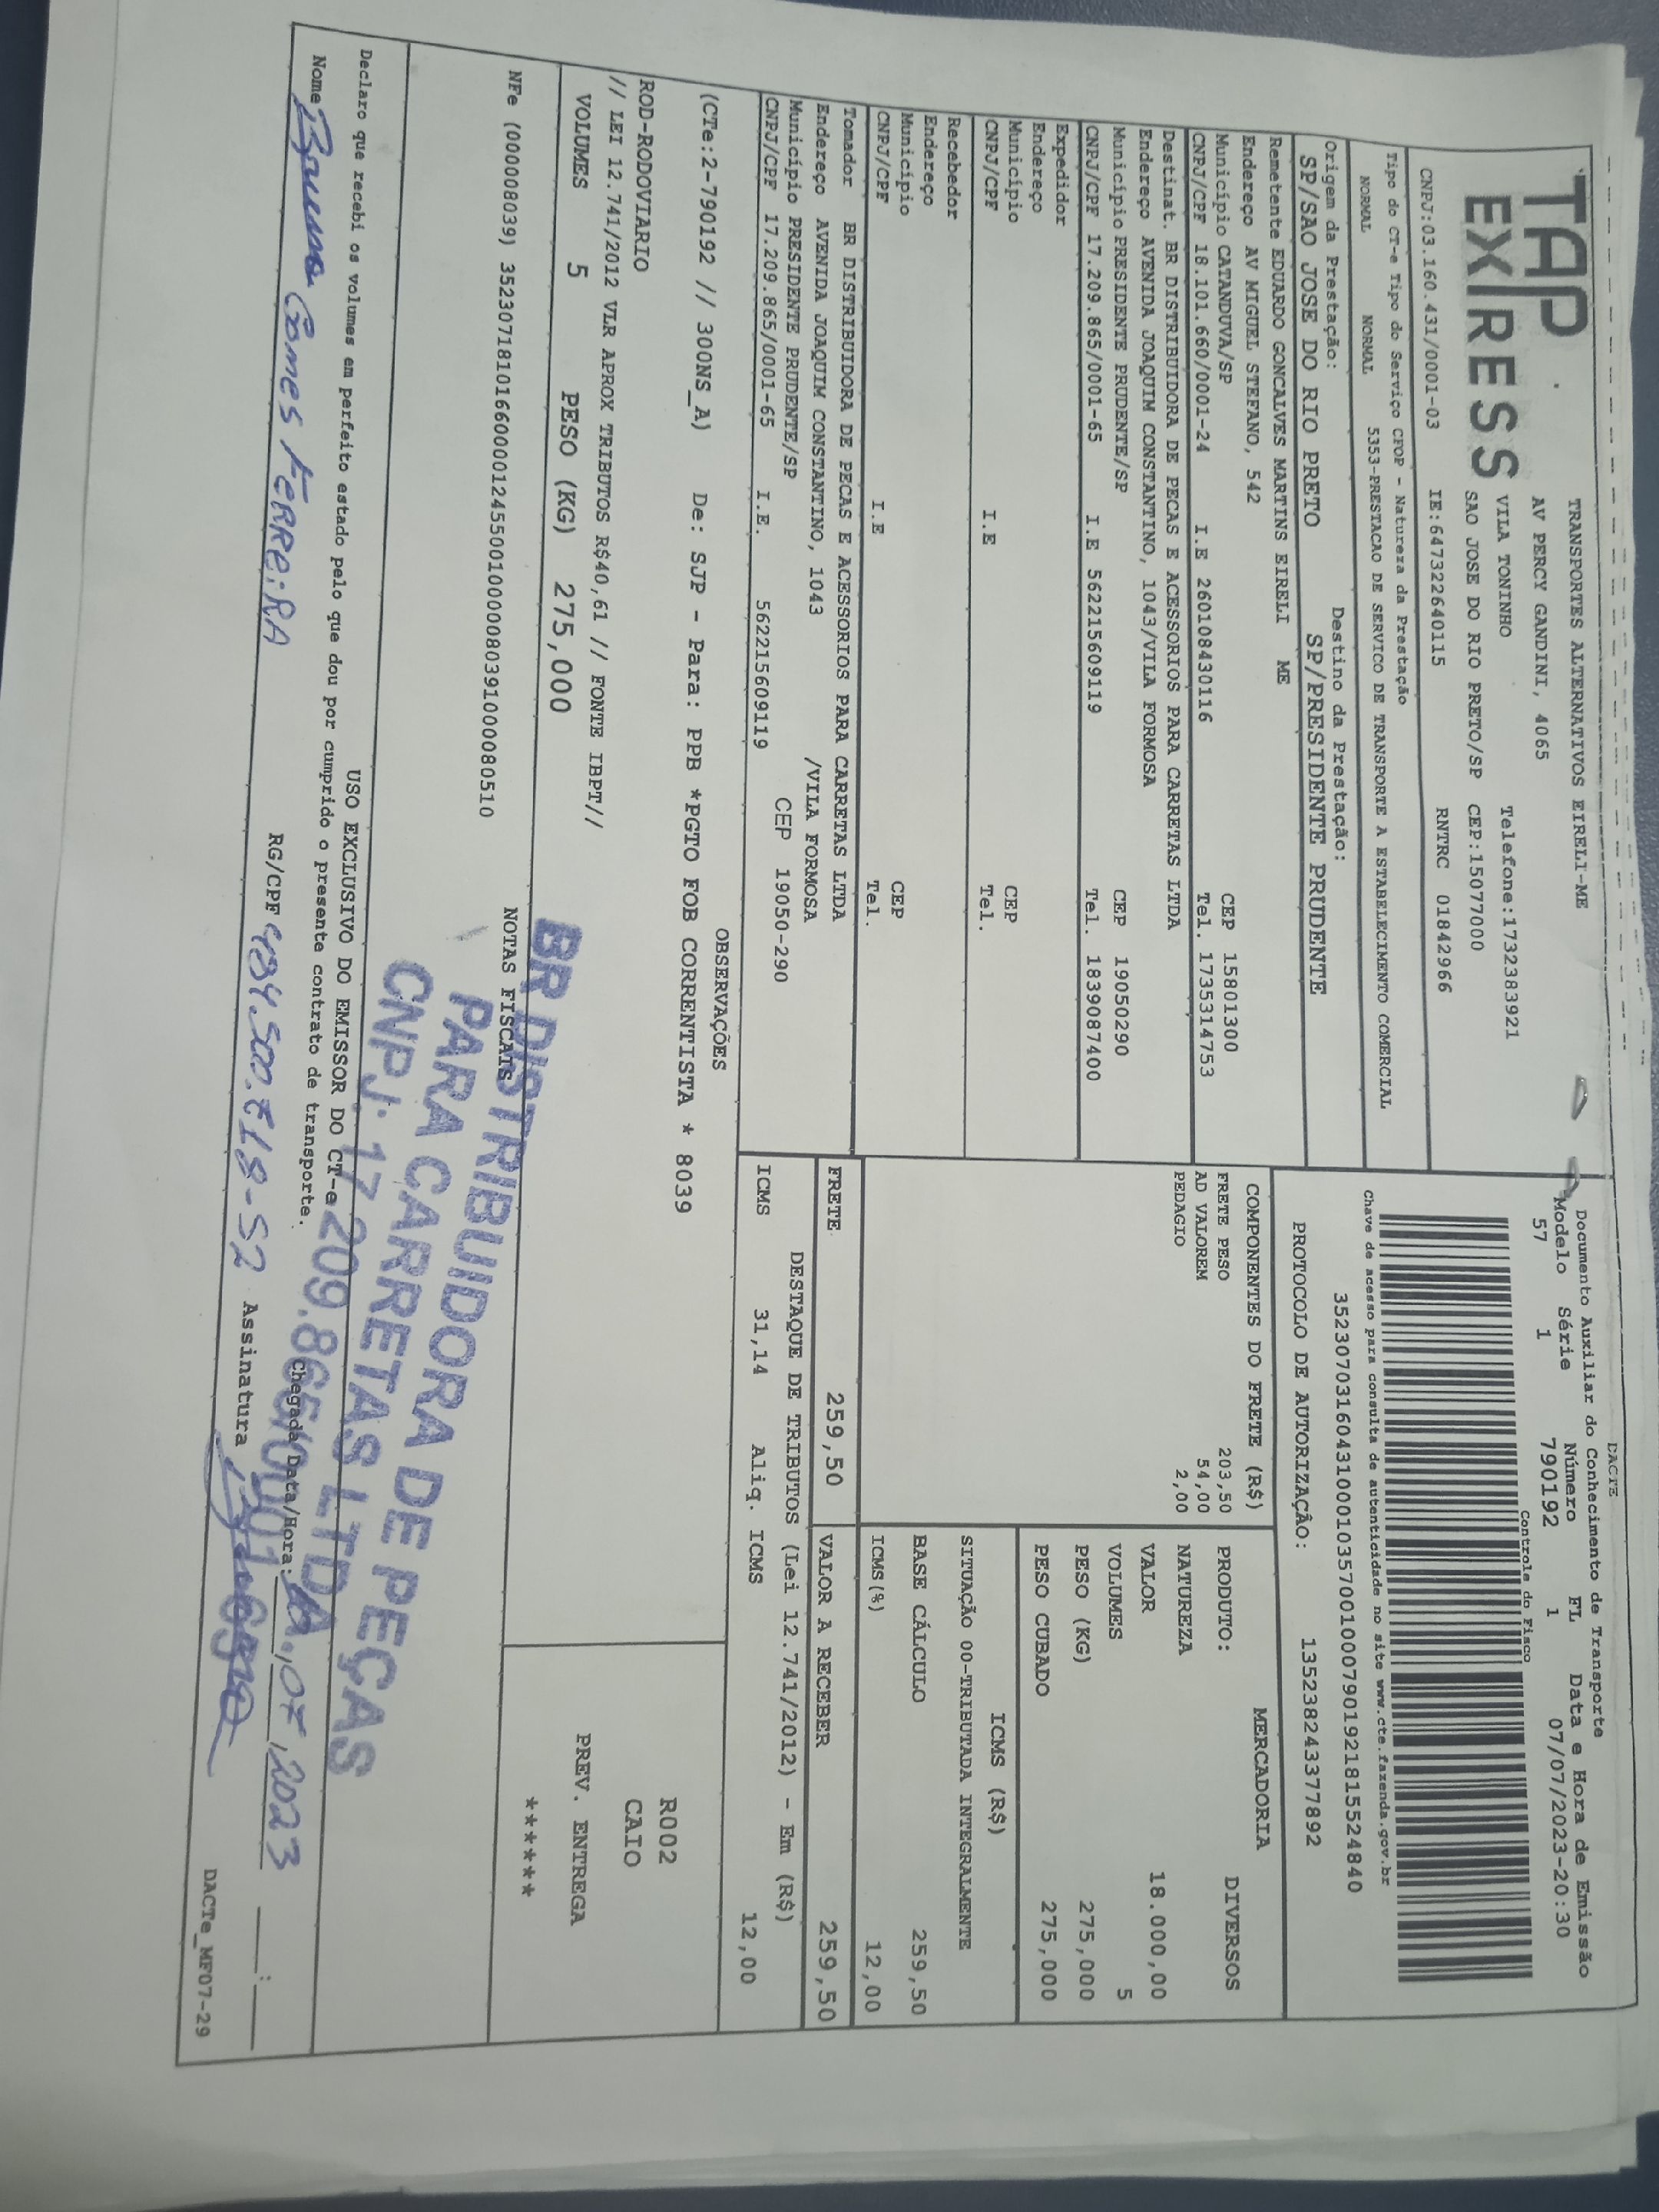 DACTE
TAP
EXPRESS
TRANSPORTES ALTERNATIVOS EIRELI-ME
AV PERCY GANDINI, 4065
VILA TONINHO Telefone:1732383921
SAO JOSE DO RIO PRETO/SP CEP:15077000
CNPJ:03.160.431/0001-03 IE:647322640115 RNTRC 01842966
Documento Auxiliar do Conhecimento de Transporte
Modelo Série Número FL Data e Hora de Emissão
57 1 790192 1 07/07/2023-20:30
Controle do Fisco
Chave de acesso para consulta de autenticidade no site www.cte.fazenda.gov.br
35230703160431000103570010007901921815524840
PROTOCOLO DE AUTORIZAÇÃO: 135238243377892
Tipo do CT-e Tipo do Serviço CFOP - Natureza da Prestação
NORMAL NORMAL 5353-PRESTACAO DE SERVICO DE TRANSPORTE A ESTABELECIMENTO COMERCIAL
Origem da Prestação: Destino da Prestação:
SP/SAO JOSE DO RIO PRETO SP/PRESIDENTE PRUDENTE
Remetente EDUARDO GONCALVES MARTINS EIRELI ME
Endereço AV MIGUEL STEFANO, 542
Município CATANDUVA/SP CEP 15801300
CNPJ/CPF 18.101.660/0001-24 I.E 260108430116 Tel. 1735314753
Destinat. BR DISTRIBUIDORA DE PECAS E ACESSORIOS PARA CARRETAS LTDA
Endereço AVENIDA JOAQUIM CONSTANTINO, 1043/VILA FORMOSA
Município PRESIDENTE PRUDENTE/SP CEP 19050290
CNPJ/CPF 17.209.865/0001-65 I.E 562215609119 Tel. 1839087400
Expedidor
Endereço
Município CEP
CNPJ/CPF I.E Tel.
Recebedor
Endereço
Município CEP
CNPJ/CPF I.E Tel.
Tomador BR DISTRIBUIDORA DE PECAS E ACESSORIOS PARA CARRETAS LTDA
Endereço AVENIDA JOAQUIM CONSTANTINO, 1043 /VILA FORMOSA
Município PRESIDENTE PRUDENTE/SP CEP 19050-290
CNPJ/CPF 17.209.865/0001-65 I.E. 562215609119
COMPONENTES DO FRETE (R$)
FRETE PESO 203,50
AD VALOREM 54,00
PEDAGIO 2,00
MERCADORIA
PRODUTO: DIVERSOS
NATUREZA
VALOR 18.000,00
VOLUMES 5
PESO (KG) 275,000
PESO CUBADO 275,000
ICMS (R$)
SITUAÇÃO 00-TRIBUTADA INTEGRALMENTE
BASE CÁLCULO 259,50
ICMS(%) 12,00
FRETE 259,50 VALOR A RECEBER 259,50
DESTAQUE DE TRIBUTOS (Lei 12.741/2012) - Em (R$)
ICMS 31,14 Aliq. ICMS 12,00
OBSERVAÇÕES
(CTe:2-790192 // 300NS_A) De: SJP - Para: PPB *PGTO FOB CORRENTISTA * 8039
ROD-RODOVIARIO
// LEI 12.741/2012 VLR APROX TRIBUTOS R$40,61 // FONTE IBPT//
VOLUMES 5 PESO (KG) 275,000
R002
CAIO
PREV. ENTREGA
******
NOTAS FISCAIS
NFe (000008039) 35230718101660000124550010000080391000080510
BR DISTRIBUIDORA DE PEÇAS
PARA CARRETAS LTDA
CNPJ: 17.209.865/0001-65
USO EXCLUSIVO DO EMISSOR DO CT-e
Declaro que recebi os volumes em perfeito estado pelo que dou por cumprido o presente contrato de transporte.
Chegada Data/Hora: ,07,2023 __:__
Nome Bruno Gomes FERRE:RA RG/CPF 484.500.818-52 Assinatura
DACTe_MF07-29